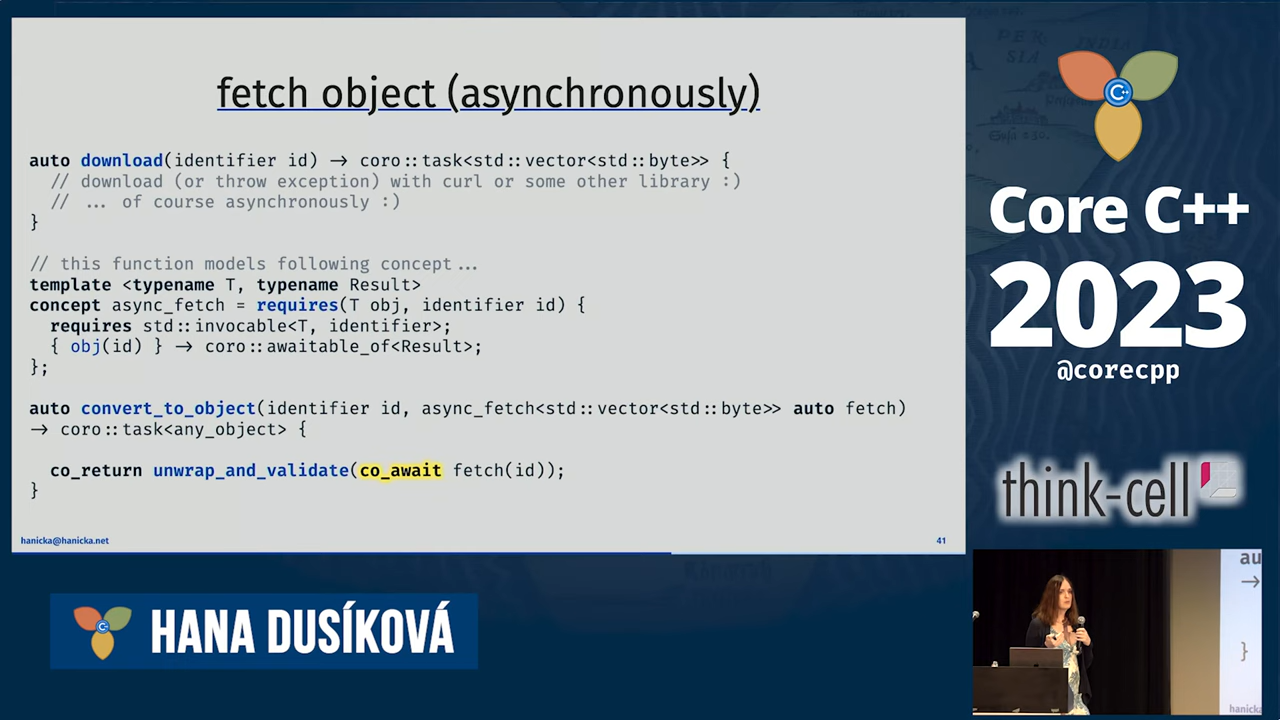 fetch object (asynchronously)
auto download(identifier id) → coro::task<std::vector<std::byte>> {
// download (or throw exception) with curl or some other library :)
// ... of course asynchronously :)
}
// this function models following concept...
template <typename T, typename Result>
concept async_fetch = requires(T obj, identifier id) {
requires std::invocable<T, identifier>;
{ obj(id) } → coro::awaitable_of<Result>;
};
auto convert_to_object(identifier id, async_fetch<std::vector<std::byte>> auto fetch)
→ coro::task<any_object> {
co_return unwrap_and_validate(co_await fetch(id));
}
hanicka@hanicka.net
41
C++
Core C++
2023
@corecpp
think-cell
C++
HANA DUSÍKOVÁ
au
→
}
hanicka